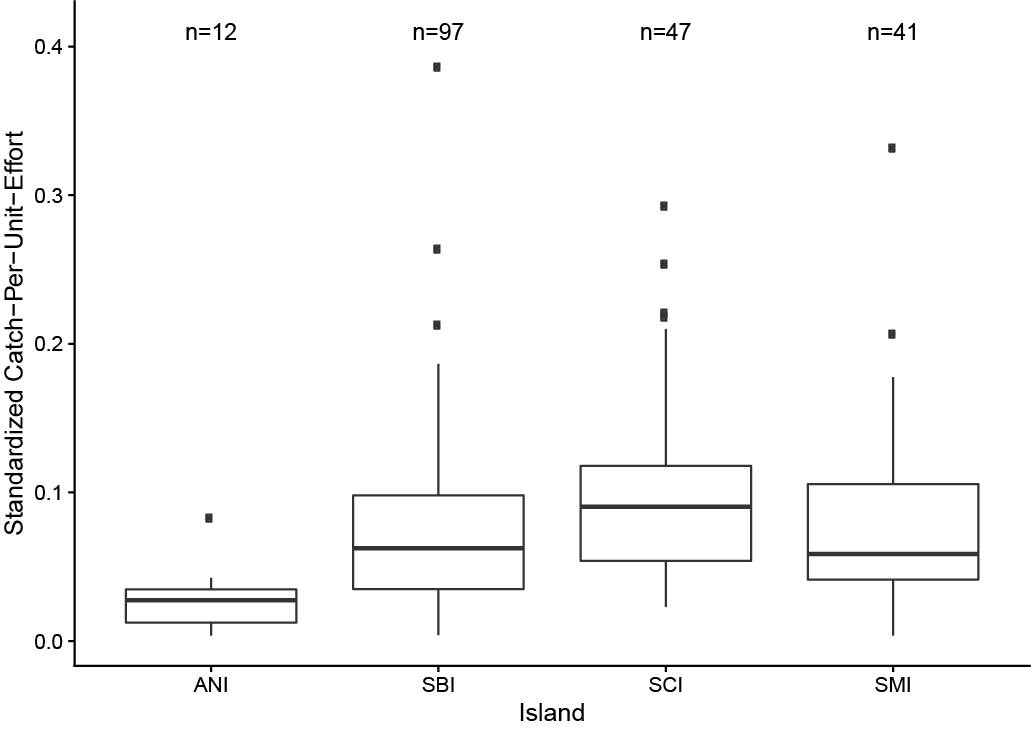 n=12 n=97 n=47 n=41
0.4
0.3
0.2
0.1
0.0
Standardized Catch−Per−Unit−Effort
ANI SBI SCI SMI
Island